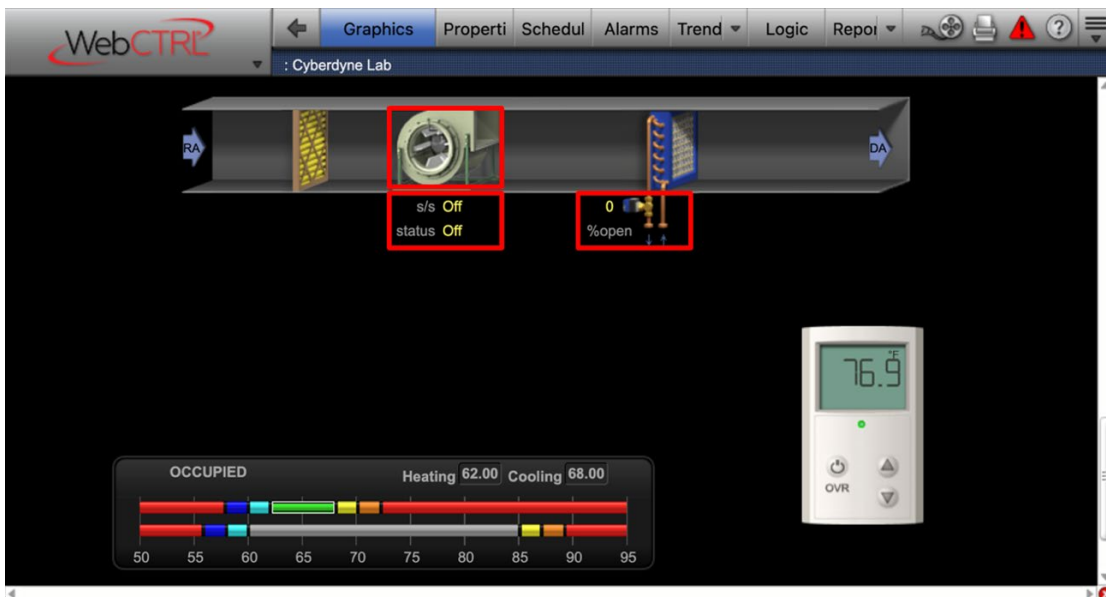 WebCTRL
Graphics Properti Schedul Alarms Trend Logic Repor
: Cyberdyne Lab
RA
DA
s/s Off
status Off
0
%open
°F
76.9
OVR
OCCUPIED Heating 62.00 Cooling 68.00
50 55 60 65 70 75 80 85 90 95